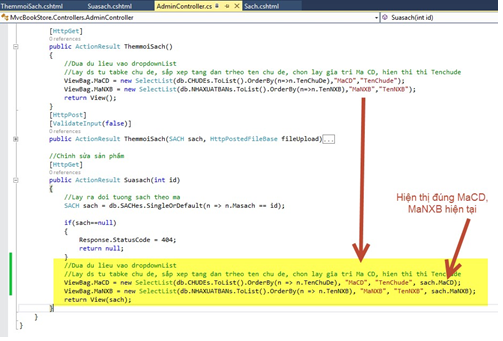 ThemmoiSach.cshtml Suasach.cshtml AdminController.cs Sach.cshtml
MvcBookStore.Controllers.AdminController Suasach(int id)
[HttpGet]
0 references
public ActionResult ThemmoiSach()
{
//Dua du lieu vao dropdownList
//Lay ds tu tabke chu de, sắp xep tang dan trheo ten chu de, chon lay gia tri Ma CD, hien thi thi Tenchude
ViewBag.MaCD = new SelectList(db.CHUDEs.ToList().OrderBy(n=>n.TenChuDe),"MaCD","TenChude");
ViewBag.MaNXB = new SelectList(db.NHAXUATBANs.ToList().OrderBy(n=>n.TenNXB),"MaNXB","TenNXB");
return View();
}
[HttpPost]
[ValidateInput(false)]
0 references
public ActionResult ThemmoiSach(SACH sach, HttpPostedFileBase fileUpload)...
//Chỉnh sửa sản phẩm
[HttpGet]
0 references
public ActionResult Suasach(int id)
{
//Lay ra doi tuong sach theo ma
SACH sach = db.SACHes.SingleOrDefault(n => n.Masach == id);
Hiện thị đúng MaCD,
MaNXB hiện tại
if(sach==null)
{
Response.StatusCode = 404;
return null;
}
//Dua du lieu vao dropdownList
//Lay ds tu tabke chu de, sắp xep tang dan trheo ten chu de, chon lay gia tri Ma CD, hien thi thi Tenchude
ViewBag.MaCD = new SelectList(db.CHUDEs.ToList().OrderBy(n => n.TenChuDe), "MaCD", "TenChude", sach.MaCD);
ViewBag.MaNXB = new SelectList(db.NHAXUATBANs.ToList().OrderBy(n => n.TenNXB), "MaNXB", "TenNXB", sach.MaNXB);
return View(sach);
}
}
}